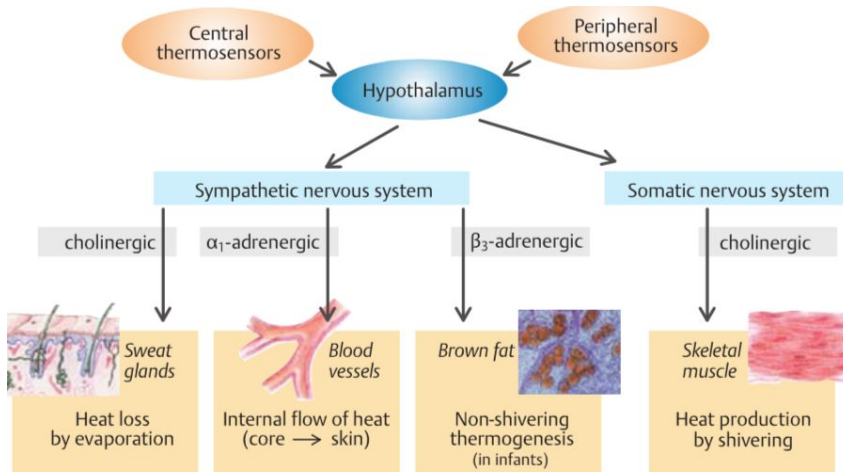 Central
thermosensors
Peripheral
thermosensors
Hypothalamus
Sympathetic nervous system
Somatic nervous system
cholinergic
α₁-adrenergic
β₃-adrenergic
cholinergic
Sweat
glands
Heat loss
by evaporation
Blood
vessels
Internal flow of heat
(core → skin)
Brown fat
Non-shivering
thermogenesis
(in infants)
Skeletal
muscle
Heat production
by shivering